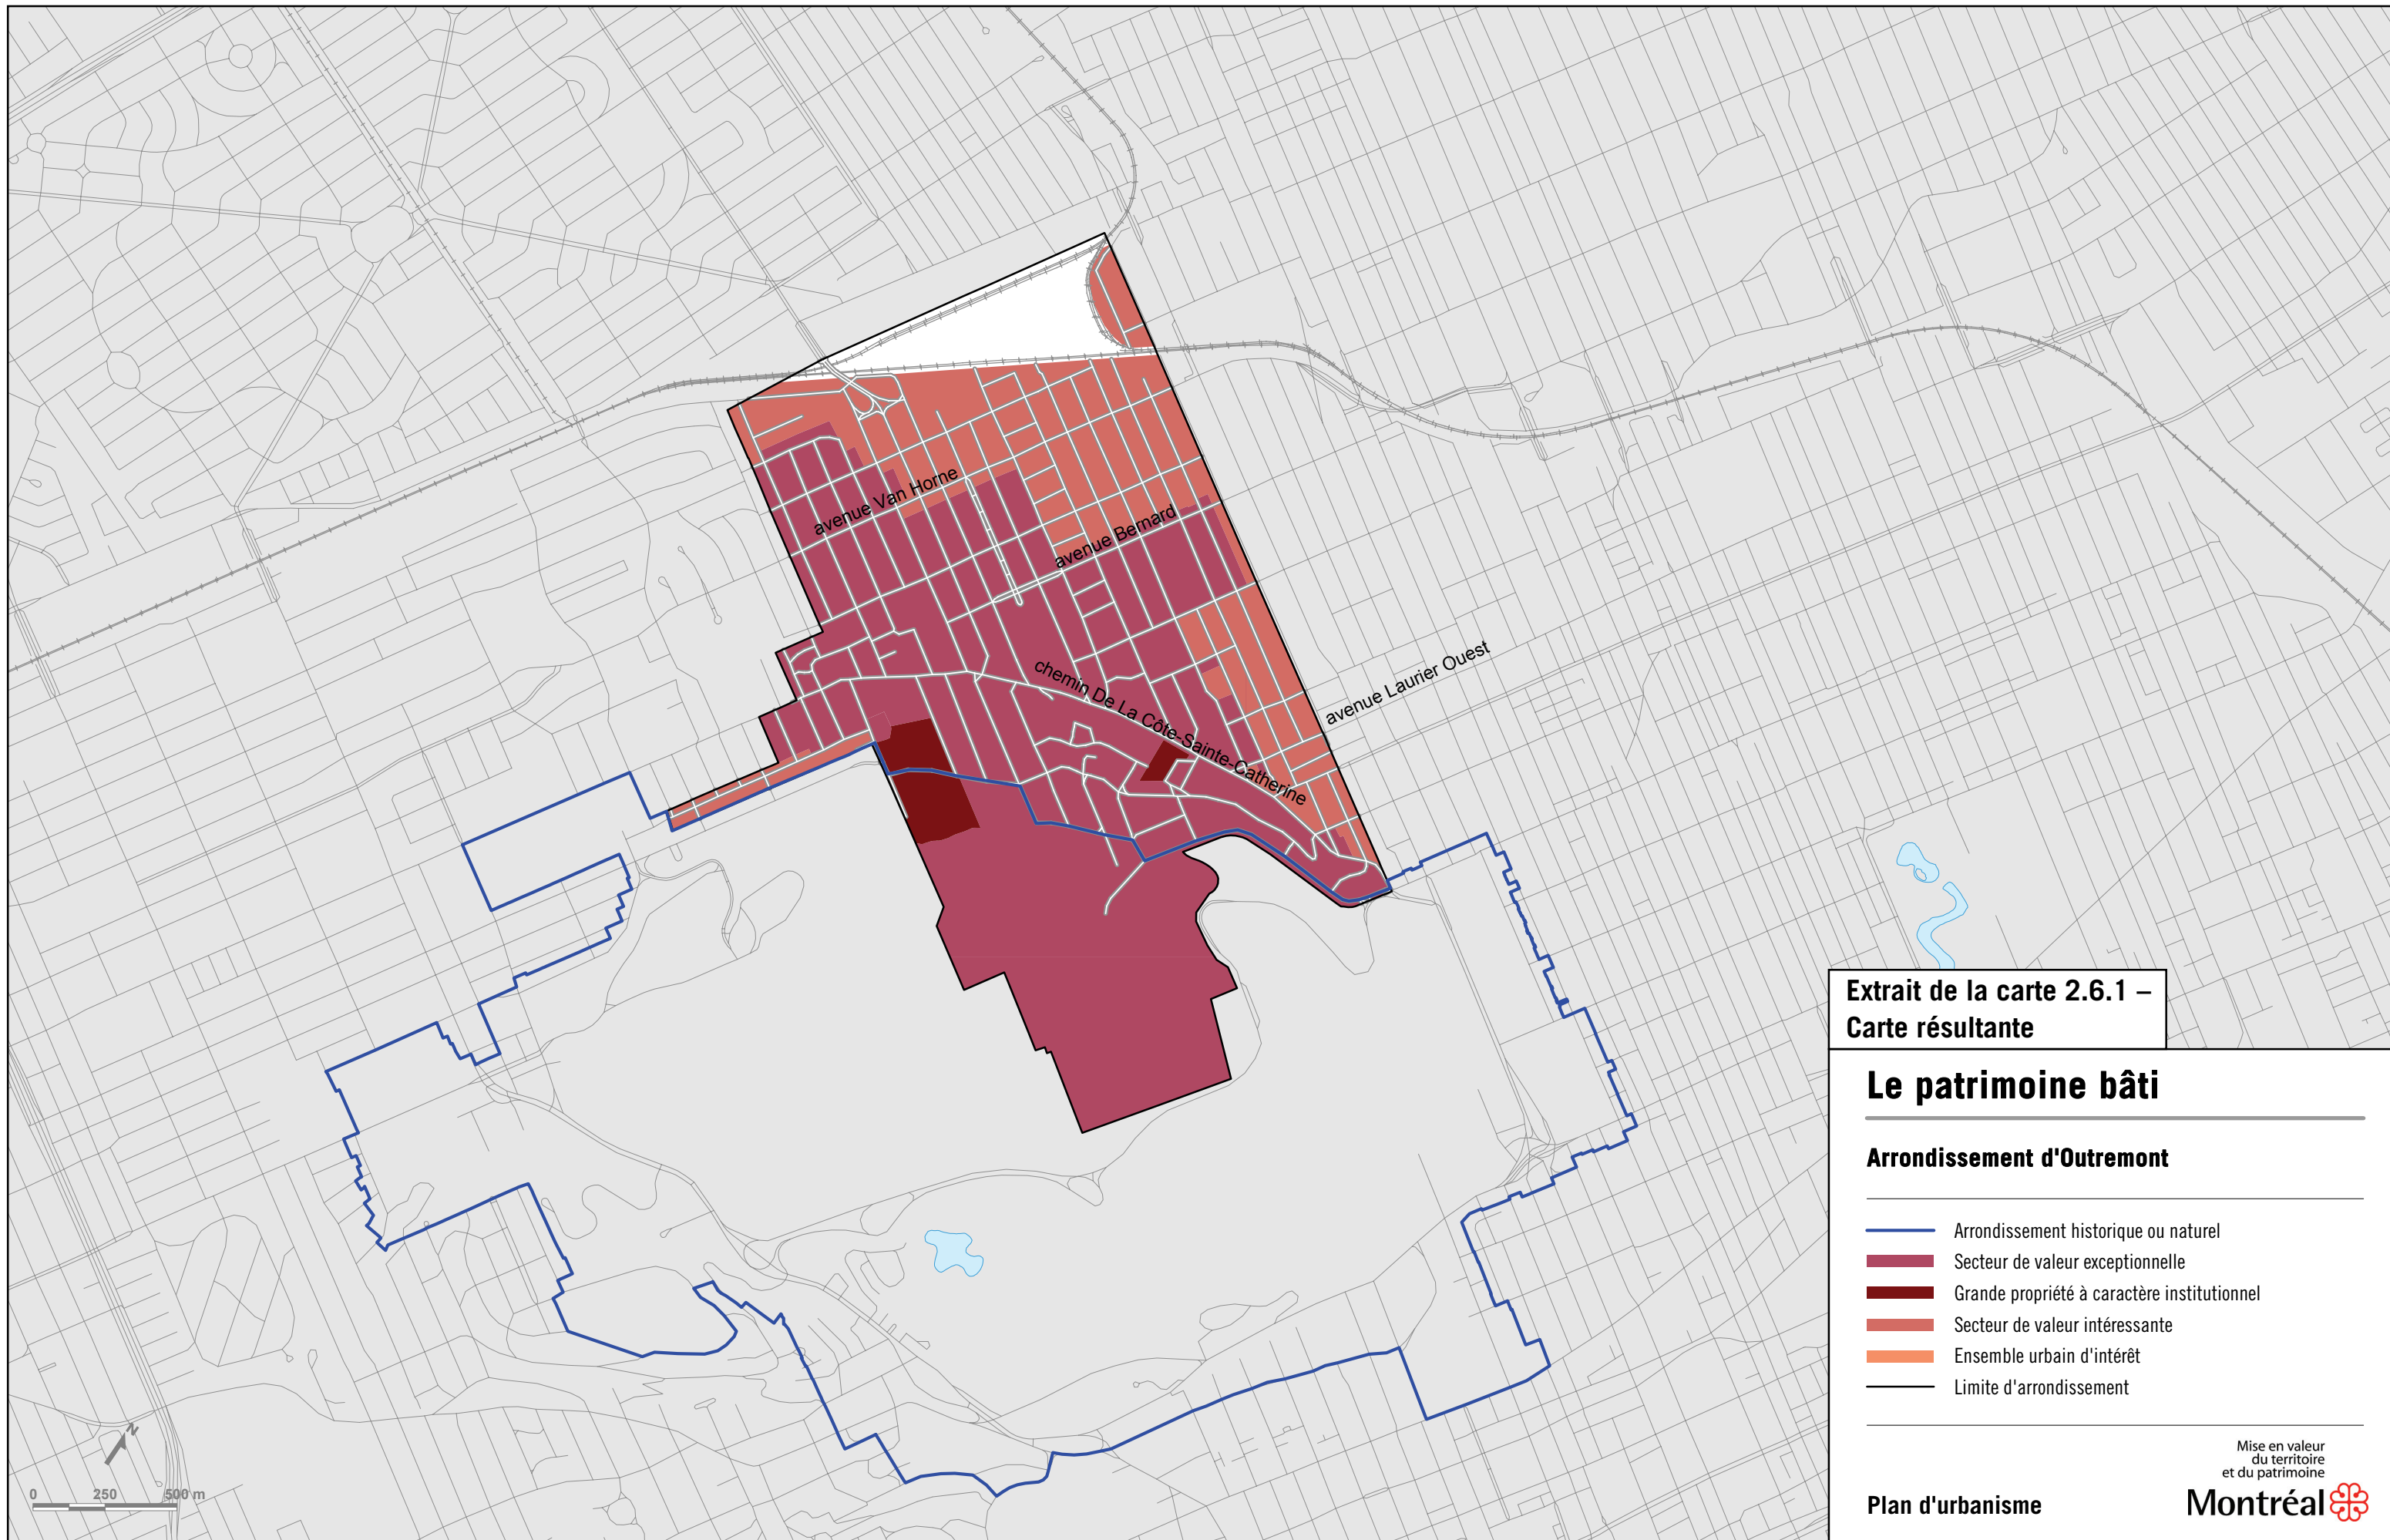 avenue Van Horne
avenue Bernard
chemin De La Côte-Sainte-Catherine
avenue Laurier Ouest
Extrait de la carte 2.6.1 –
Carte résultante
Le patrimoine bâti
Arrondissement d'Outremont
Arrondissement historique ou naturel
Secteur de valeur exceptionnelle
Grande propriété à caractère institutionnel
Secteur de valeur intéressante
Ensemble urbain d'intérêt
Limite d'arrondissement
Mise en valeur
du territoire
et du patrimoine
Plan d'urbanisme
Montréal
N
0 250 500 m